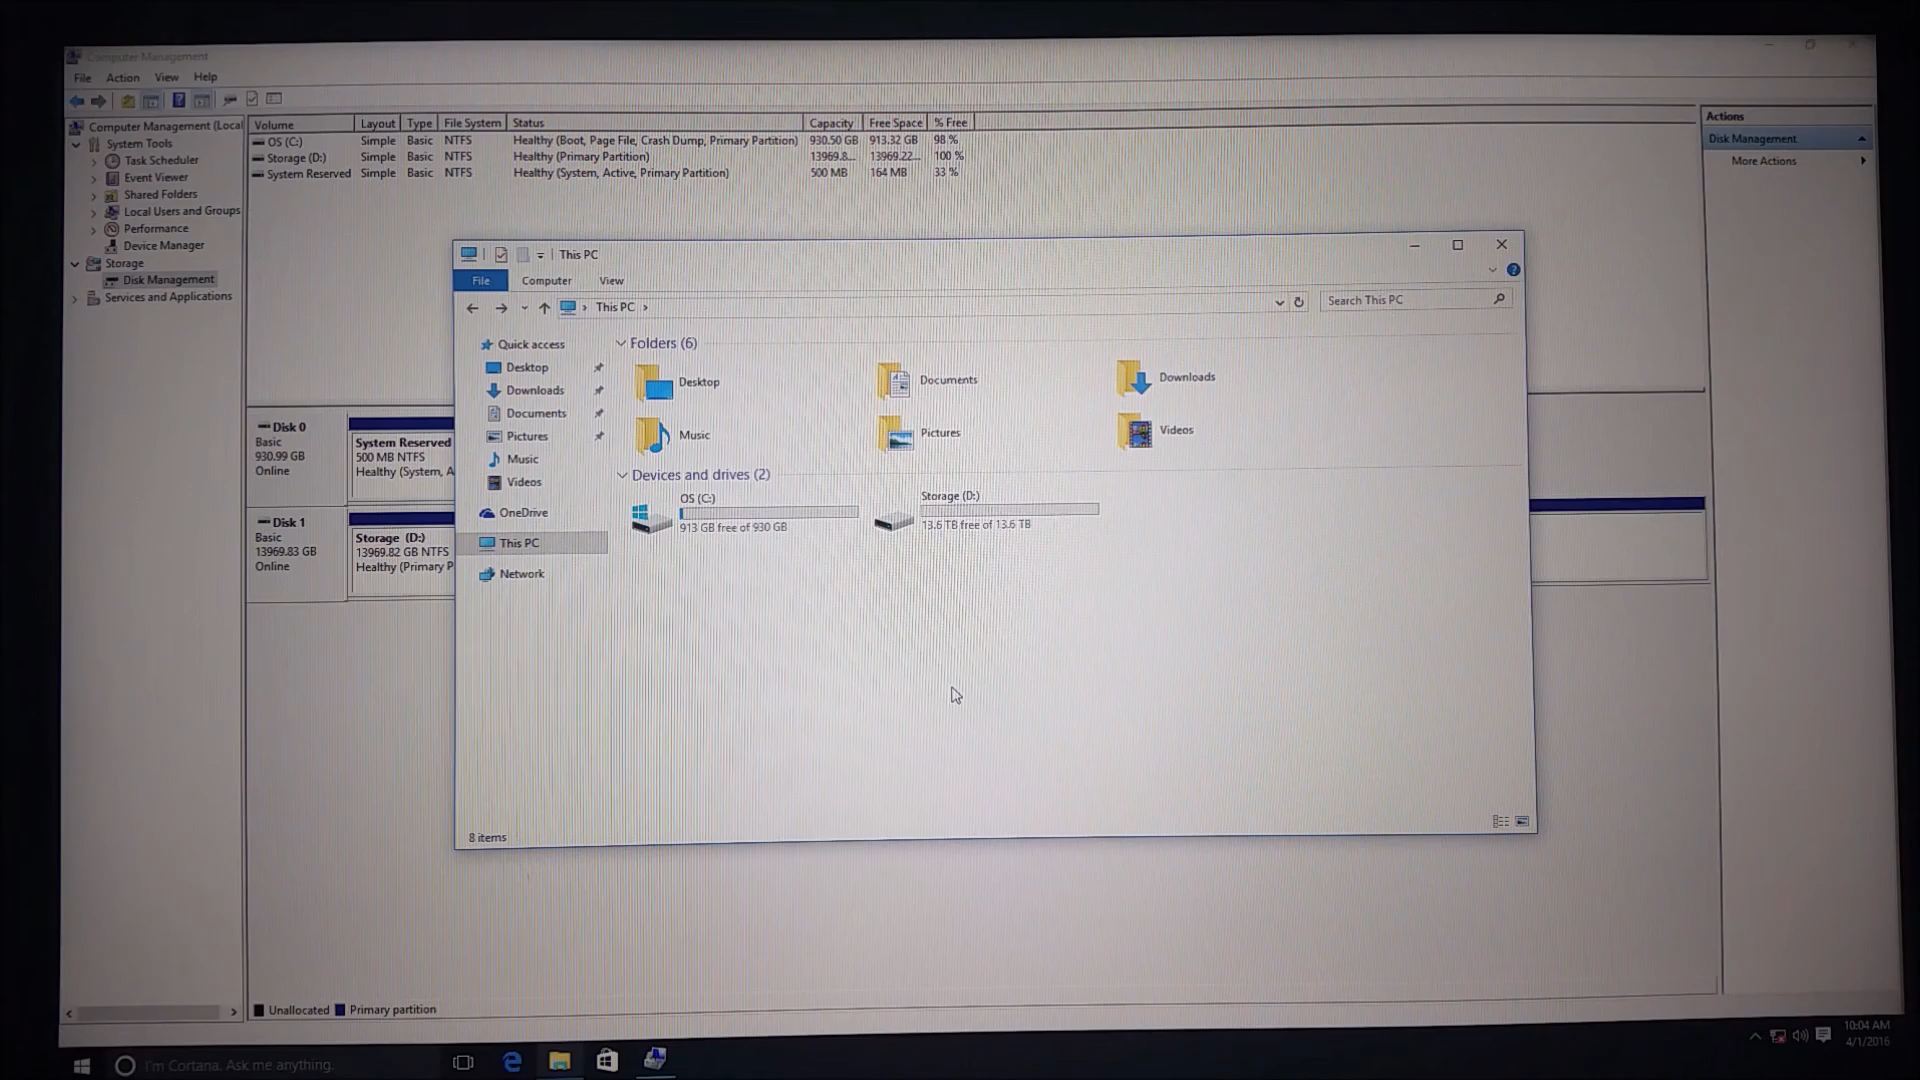 Computer Management
File Action View Help
Computer Management (Local
System Tools
Task Scheduler
Event Viewer
Shared Folders
Local Users and Groups
Performance
Device Manager
Storage
Disk Management
Services and Applications
Volume Layout Type File System Status Capacity Free Space % Free
OS (C:) Simple Basic NTFS Healthy (Boot, Page File, Crash Dump, Primary Partition) 930.50 GB 913.32 GB 98 %
Storage (D:) Simple Basic NTFS Healthy (Primary Partition) 13969.8... 13969.22... 100 %
System Reserved Simple Basic NTFS Healthy (System, Active, Primary Partition) 500 MB 164 MB 33 %
Actions
Disk Management
More Actions
This PC
File Computer View
This PC
Search This PC
Quick access
Desktop
Downloads
Documents
Pictures
Music
Videos
OneDrive
This PC
Network
Folders (6)
Desktop Documents Downloads
Music Pictures Videos
Devices and drives (2)
OS (C:)
913 GB free of 930 GB
Storage (D:)
13.6 TB free of 13.6 TB
8 items
Disk 0
Basic
930.99 GB
Online
System Reserved
500 MB NTFS
Healthy (System, A
Disk 1
Basic
13969.83 GB
Online
Storage (D:)
13969.82 GB NTFS
Healthy (Primary P
Unallocated Primary partition
I'm Cortana. Ask me anything.
10:04 AM
4/1/2016